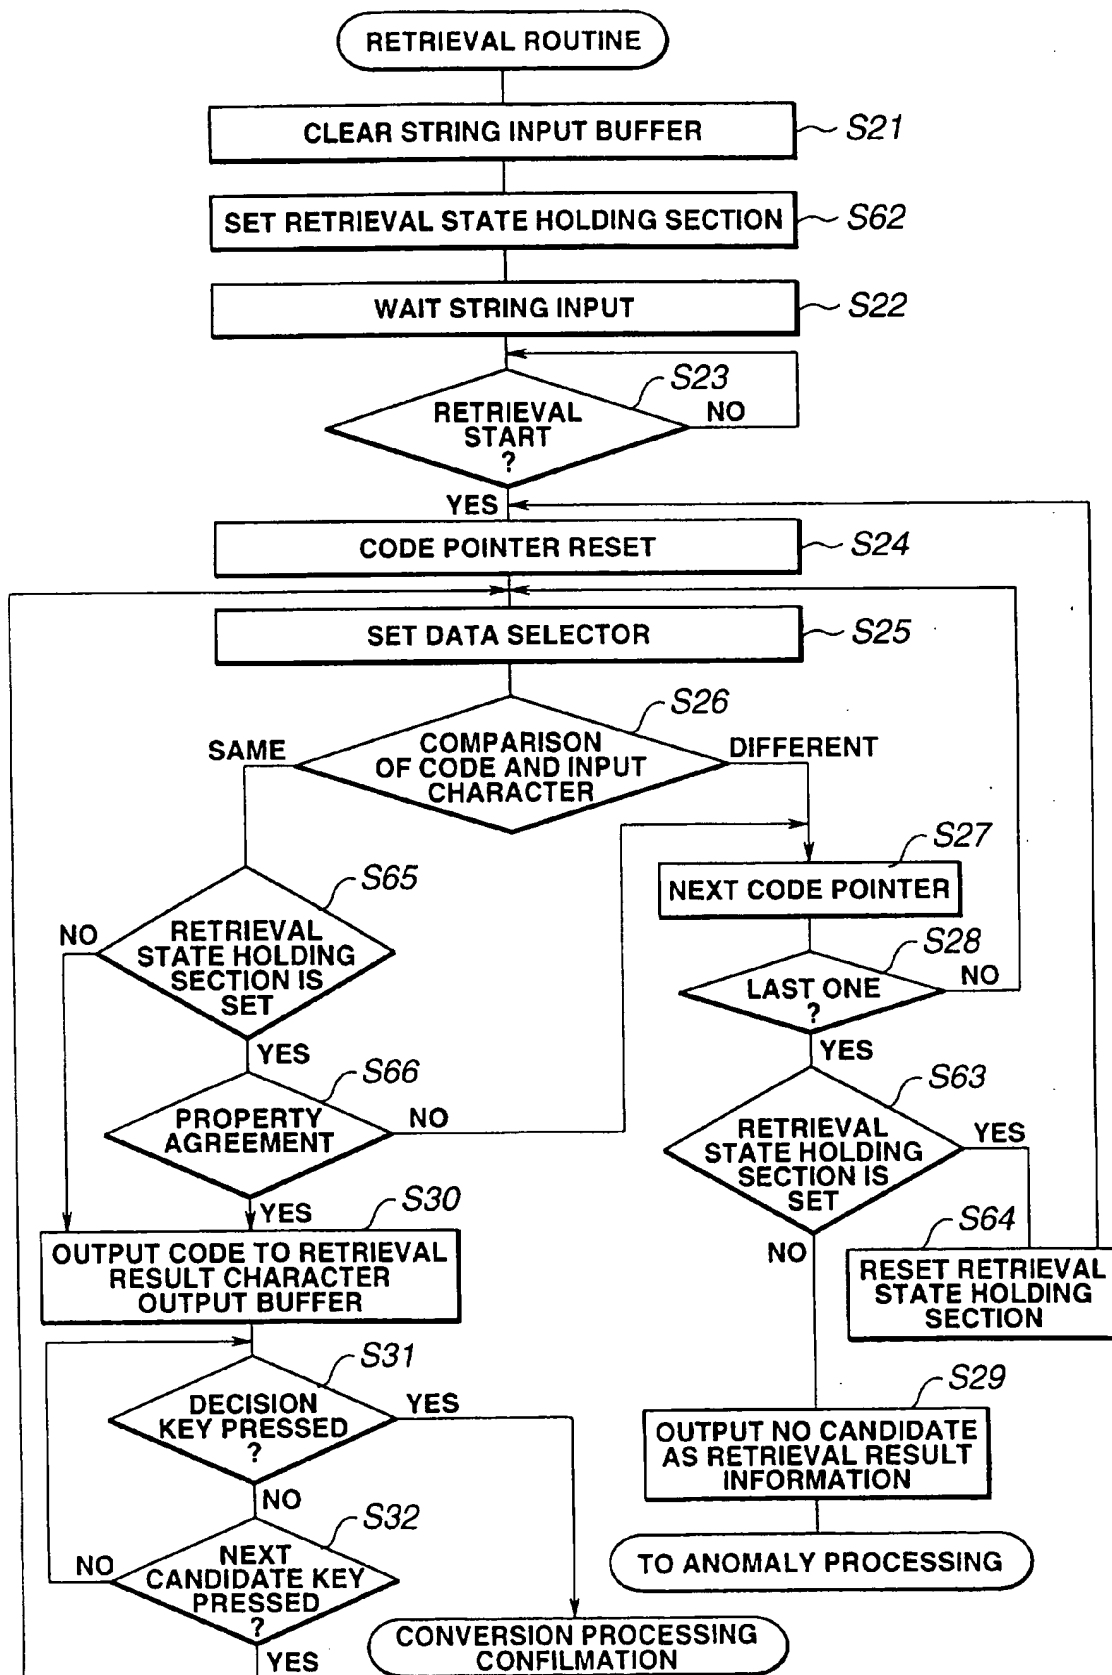 RETRIEVAL ROUTINE
CLEAR STRING INPUT BUFFER
S21
SET RETRIEVAL STATE HOLDING SECTION
S62
WAIT STRING INPUT
S22
S23
RETRIEVAL
START
?
NO
YES
CODE POINTER RESET
S24
SET DATA SELECTOR
S25
S26
SAME
COMPARISON
OF CODE AND INPUT
CHARACTER
DIFFERENT
S27
NEXT CODE POINTER
S65
NO
RETRIEVAL
STATE HOLDING
SECTION IS
SET
YES
S28
LAST ONE
?
NO
YES
S66
PROPERTY
AGREEMENT
NO
YES
S63
RETRIEVAL
STATE HOLDING
SECTION IS
SET
YES
NO
S64
RESET RETRIEVAL
STATE HOLDING
SECTION
S30
OUTPUT CODE TO RETRIEVAL
RESULT CHARACTER
OUTPUT BUFFER
S31
DECISION
KEY PRESSED
?
YES
NO
S29
OUTPUT NO CANDIDATE
AS RETRIEVAL RESULT
INFORMATION
S32
NO
NEXT
CANDIDATE KEY
PRESSED
?
YES
TO ANOMALY PROCESSING
CONVERSION PROCESSING
CONFILMATION